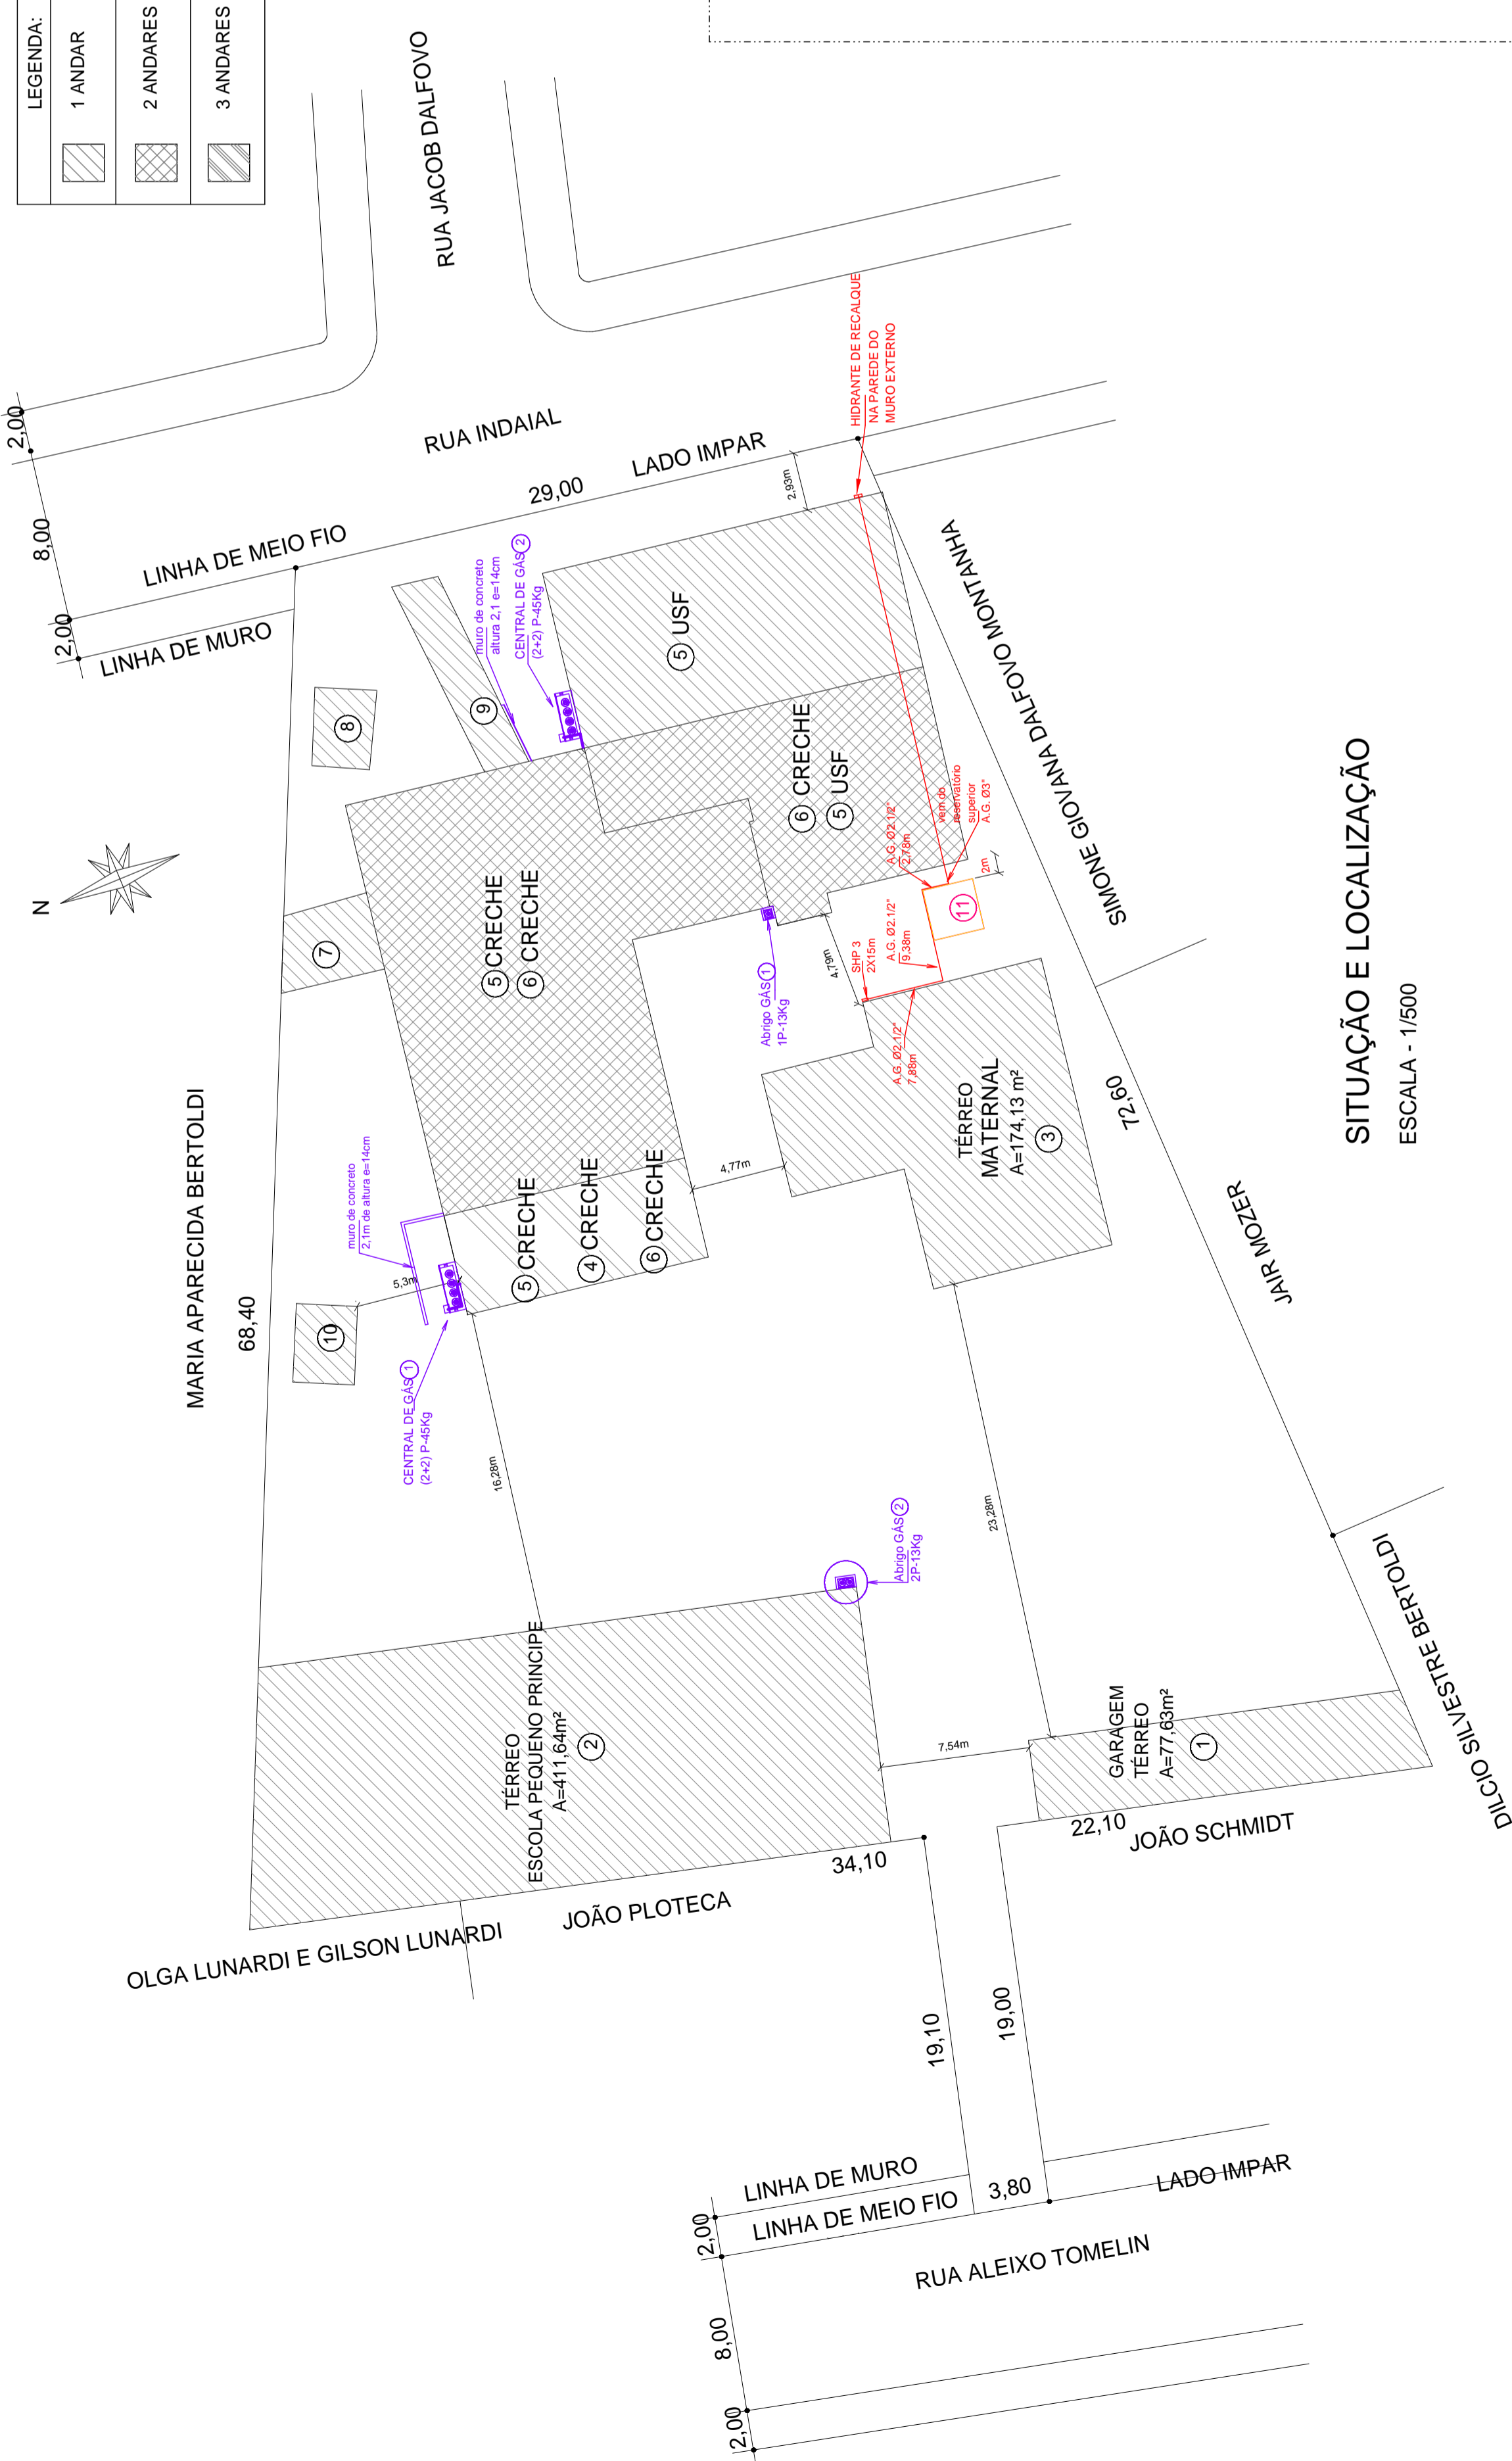 LEGENDA:
1 ANDAR
2 ANDARES
3 ANDARES
RUA JACOB DALFOVO
2,00
8,00
2,00
RUA INDAIAL
LINHA DE MEIO FIO
29,00
LADO IMPAR
LINHA DE MURO
2,93m
HIDRANTE DE RECALQUE
NA PAREDE DO
MURO EXTERNO
N
8
9
muro de concreto
altura 2,1 e=14cm
CENTRAL DE GÁS 2
(2+2) P-45Kg
5 USF
SIMONE GIOVANA DALFOVO MONTANHA
7
5 CRECHE
6 CRECHE
6 CRECHE
5 USF
A.G. Ø2.1/2"
2,78m
vem do
reservatório
superior
A.G. Ø3"
2m
11
Abrigo GÁS 1
1P-13Kg
4,79m
SHP 3
2X15m
A.G. Ø2.1/2"
9,38m
A.G. Ø2.1/2"
7,88m
MARIA APARECIDA BERTOLDI
68,40
muro de concreto
2,1m de altura e=14cm
5,3m
10
CENTRAL DE GÁS 1
(2+2) P-45Kg
5 CRECHE
4 CRECHE
6 CRECHE
4,77m
TÉRREO
MATERNAL
A=174,13 m²
3
72,60
JAIR MOZER
SITUAÇÃO E LOCALIZAÇÃO
ESCALA - 1/500
16,28m
23,28m
Abrigo GÁS 2
2P-13Kg
TÉRREO
ESCOLA PEQUENO PRINCIPE
A=411,64m²
2
7,54m
GARAGEM
TÉRREO
A=77,63m²
1
DILCIO SILVESTRE BERTOLDI
OLGA LUNARDI E GILSON LUNARDI
JOÃO PLOTECA
34,10
22,10
JOÃO SCHMIDT
19,10
19,00
LINHA DE MURO
LINHA DE MEIO FIO
3,80
LADO IMPAR
2,00
8,00
2,00
RUA ALEIXO TOMELIN